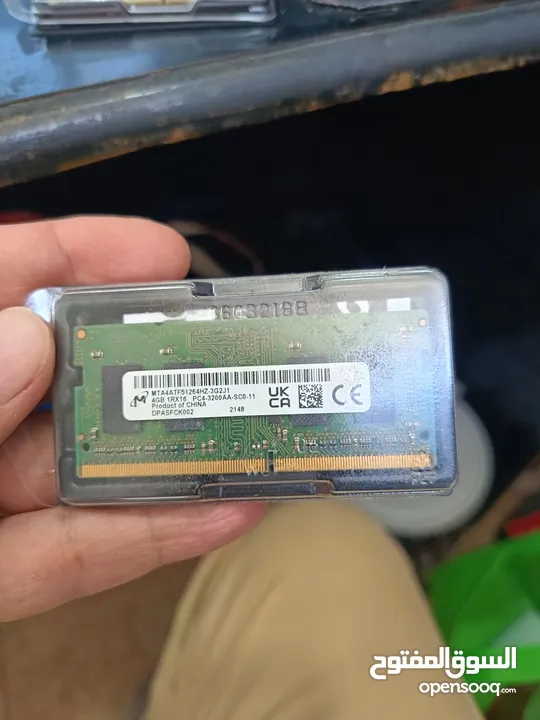 MTA4ATF51264HZ-3G2J1
4GB 1RX16 PC4-3200AA-SC0-11
Product of CHINA
DPASFCK002 2148
UK
CA
CE
السوق المفتوح
opensooq.com